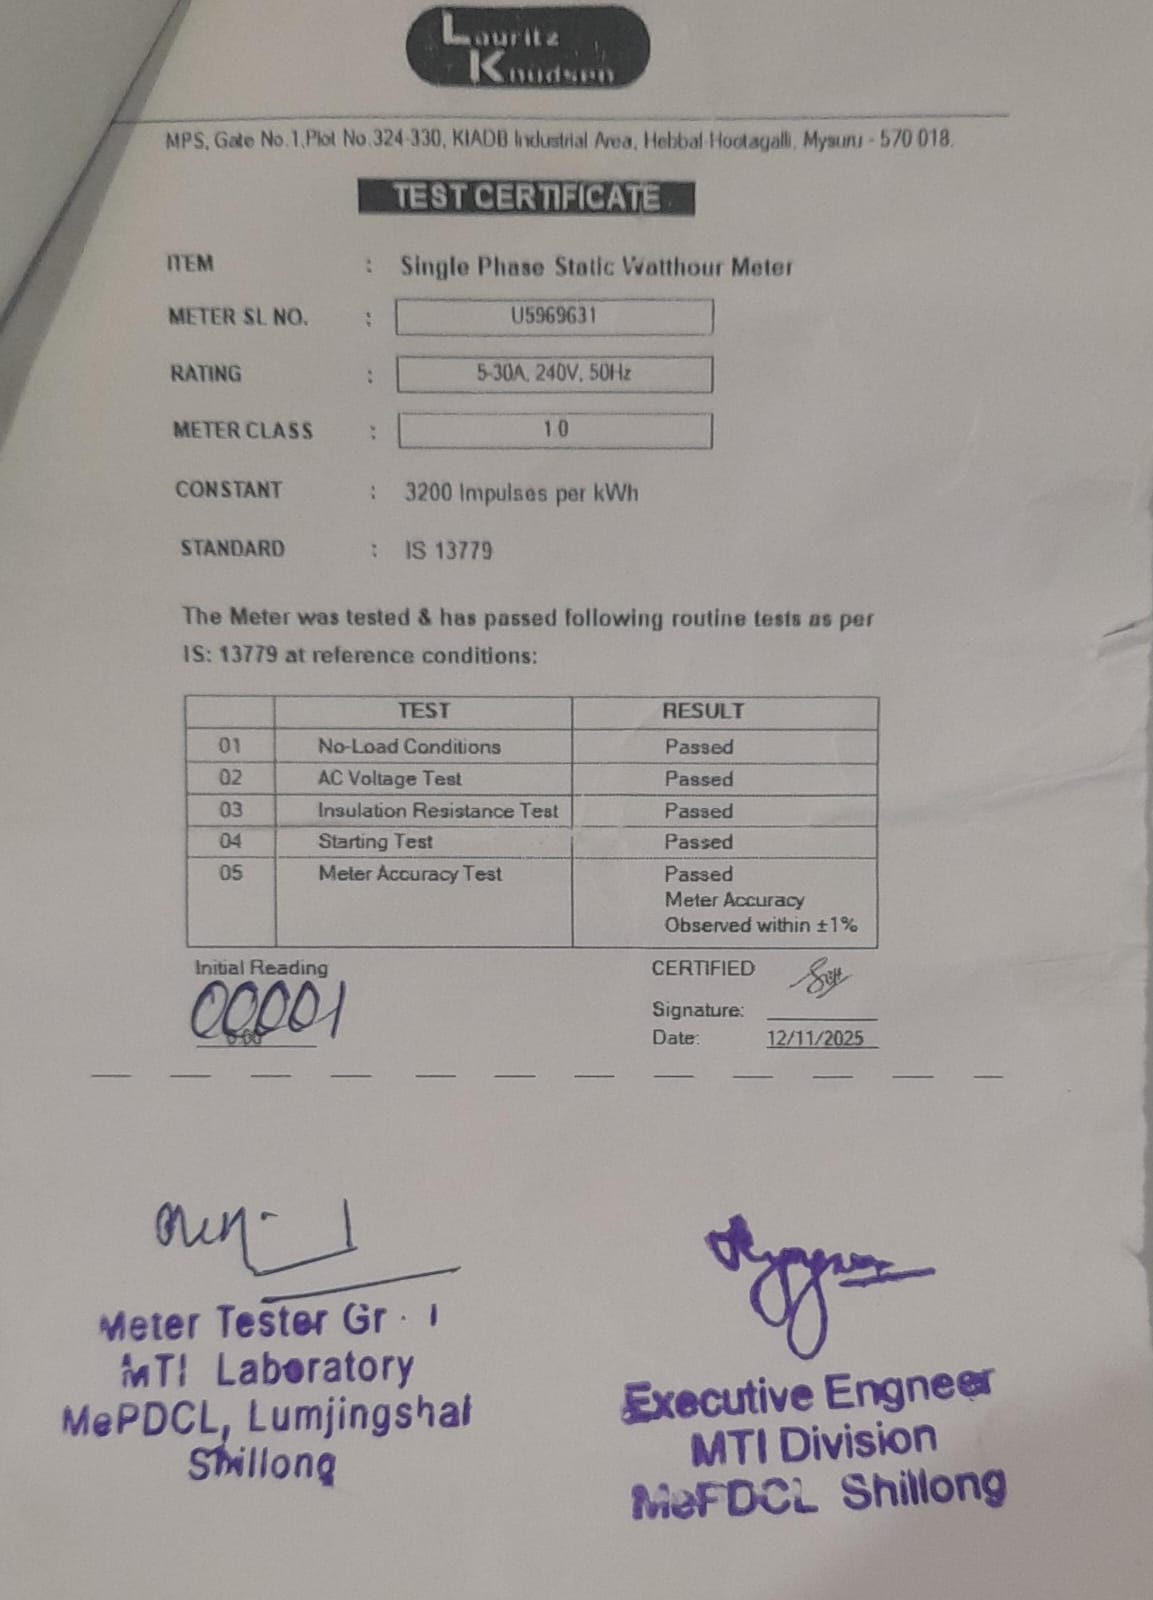 Lauritz
Knudsen
MPS, Gate No.1,Plot No.324-330, KIADB Industrial Area, Hebbal-Hootagalli, Mysuru - 570 018.
TEST CERTIFICATE
ITEM : Single Phase Static Watthour Meter
METER SL NO. : U5969631
RATING : 5-30A, 240V, 50Hz
METER CLASS : 1.0
CONSTANT : 3200 Impulses per kWh
STANDARD : IS 13779
The Meter was tested & has passed following routine tests as per
IS: 13779 at reference conditions:
TEST RESULT
01 No-Load Conditions Passed
02 AC Voltage Test Passed
03 Insulation Resistance Test Passed
04 Starting Test Passed
05 Meter Accuracy Test Passed
Meter Accuracy
Observed within ±1%
Initial Reading
00001
0.00
CERTIFIED
Signature:
Date: 12/11/2025
Meter Tester Gr. I
MTI Laboratory
MePDCL, Lumjingshai
Shillong
Executive Engneer
MTI Division
MePDCL Shillong